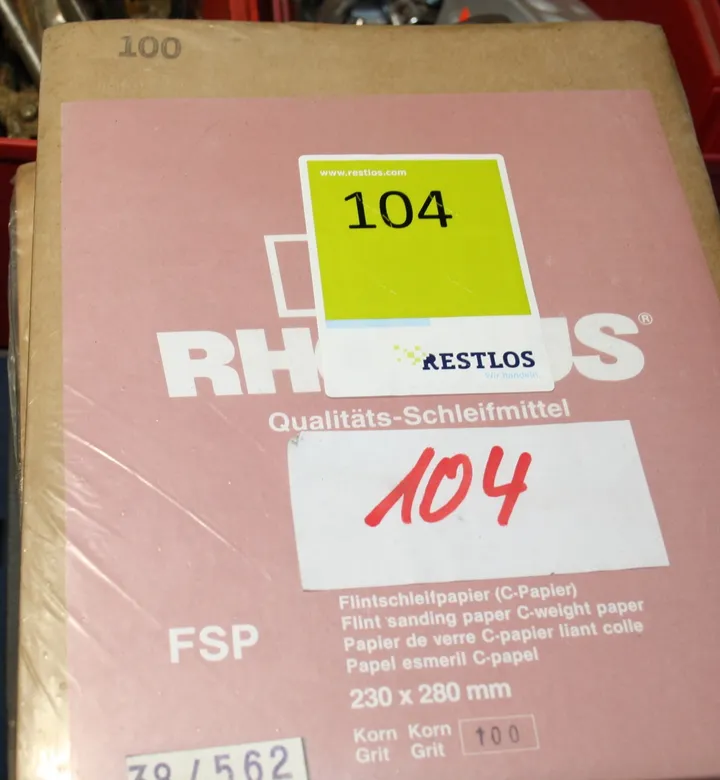 100
www.restlos.com
104
RESTLOS
Qualitäts-Schleifmittel
104
Flintschleifpapier (C-Papier)
Flint sanding paper C-weight paper
Papier de verre C-papier liant colle
Papel esmeril C-papel
FSP
230 x 280 mm
Korn Korn
Grit Grit
100
/562